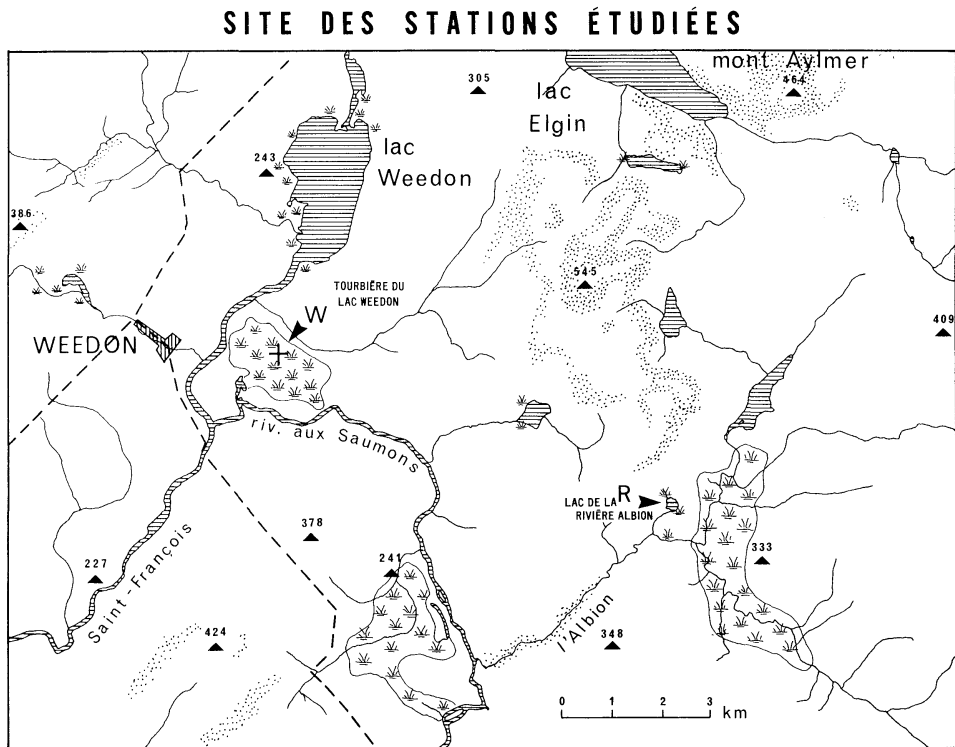 SITE DES STATIONS ÉTUDIÉES
mont Aylmer
464
305
lac
Elgin
243
lac
Weedon
386
545
TOURBIÈRE DU
LAC WEEDON
W
409
WEEDON
riv. aux Saumons
R
LAC DE LA
RIVIÈRE ALBION
378
333
241
227
Saint-François
l'Albion
424
348
0 1 2 3
km